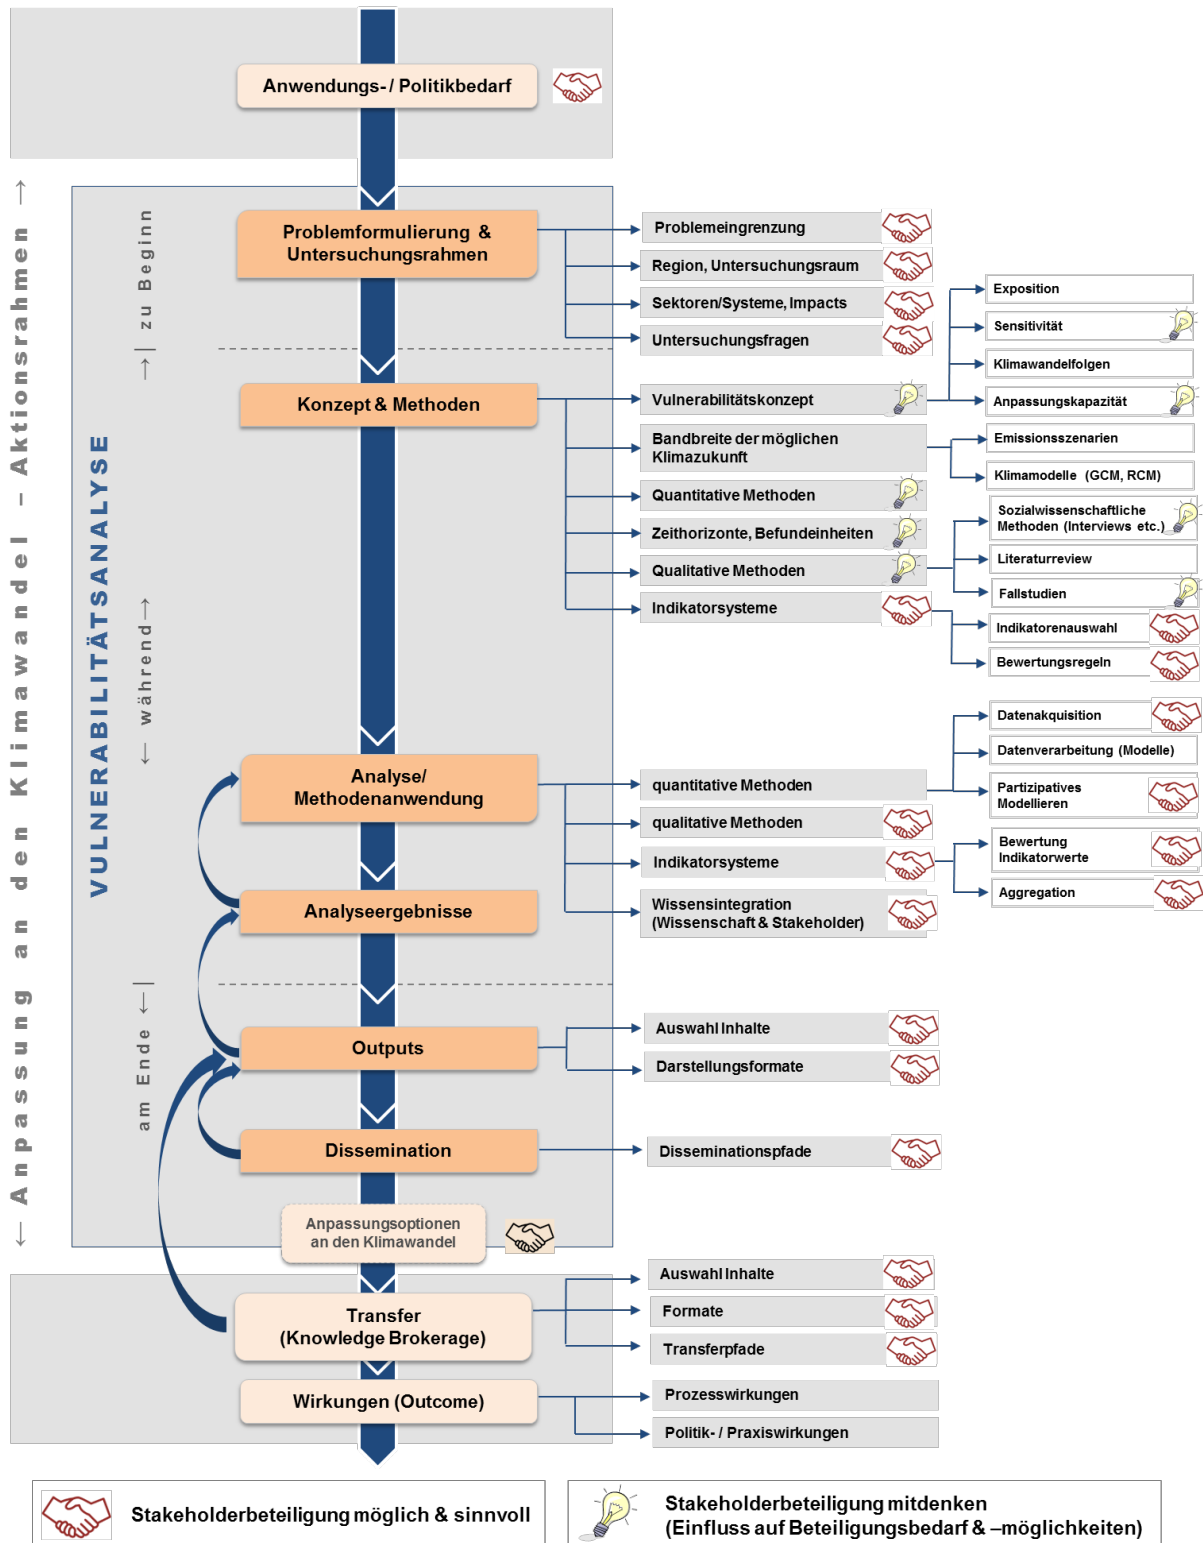 Anwendungs- / Politikbedarf
← Anpassung an den Klimawandel – Aktionsrahmen →
VULNERABILITÄTSANALYSE
→| zu Beginn
Problemformulierung &
Untersuchungsrahmen
Problemeingrenzung
Region, Untersuchungsraum
Sektoren/Systeme, Impacts
Untersuchungsfragen
← während →
Konzept & Methoden
Vulnerabilitätskonzept
Bandbreite der möglichen
Klimazukunft
Quantitative Methoden
Zeithorizonte, Befundeinheiten
Qualitative Methoden
Indikatorsysteme
Exposition
Sensitivität
Klimawandelfolgen
Anpassungskapazität
Emissionsszenarien
Klimamodelle (GCM, RCM)
Sozialwissenschaftliche
Methoden (Interviews etc.)
Literaturreview
Fallstudien
Indikatorenauswahl
Bewertungsregeln
Analyse/
Methodenanwendung
quantitative Methoden
qualitative Methoden
Indikatorsysteme
Wissensintegration
(Wissenschaft & Stakeholder)
Datenakquisition
Datenverarbeitung (Modelle)
Partizipatives
Modellieren
Bewertung
Indikatorwerte
Aggregation
Analyseergebnisse
am Ende ←|
Outputs
Auswahl Inhalte
Darstellungsformate
Dissemination
Disseminationspfade
Anpassungsoptionen
an den Klimawandel
Transfer
(Knowledge Brokerage)
Auswahl Inhalte
Formate
Transferpfade
Wirkungen (Outcome)
Prozesswirkungen
Politik- / Praxiswirkungen
Stakeholderbeteiligung möglich & sinnvoll
Stakeholderbeteiligung mitdenken
(Einfluss auf Beteiligungsbedarf & –möglichkeiten)